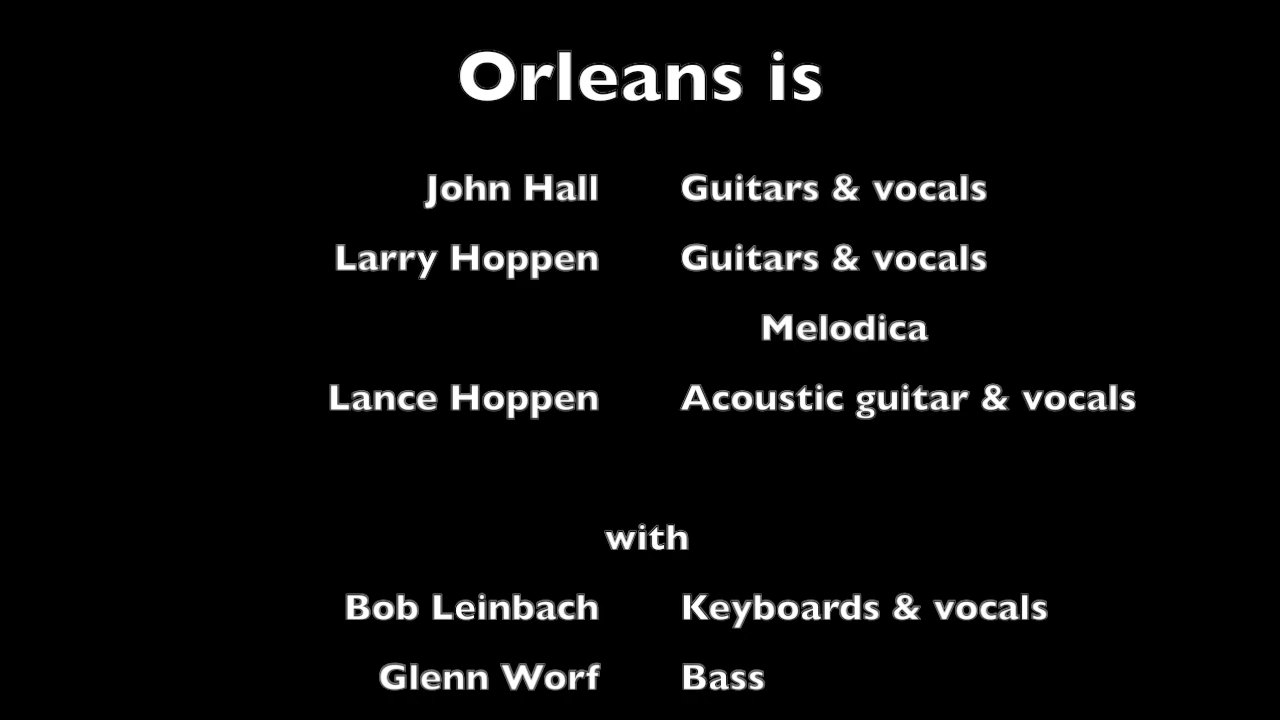 Orleans is
John Hall Guitars & vocals
Larry Hoppen Guitars & vocals
Melodica
Lance Hoppen Acoustic guitar & vocals
with
Bob Leinbach Keyboards & vocals
Glenn Worf Bass